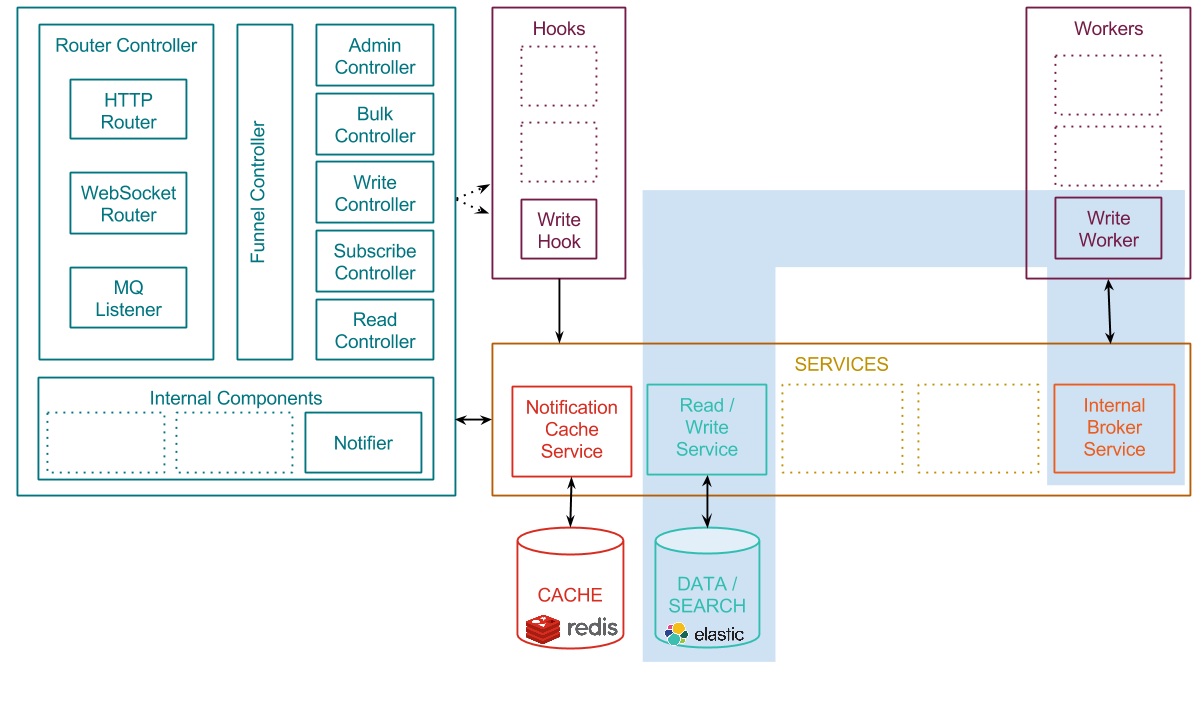 Router Controller
HTTP
Router
WebSocket
Router
MQ
Listener
Funnel Controller
Admin
Controller
Bulk
Controller
Write
Controller
Subscribe
Controller
Read
Controller
Internal Components
Notifier
Hooks
Write
Hook
Workers
Write
Worker
SERVICES
Notification
Cache
Service
Read /
Write
Service
Internal
Broker
Service
CACHE
redis
DATA /
SEARCH
elastic